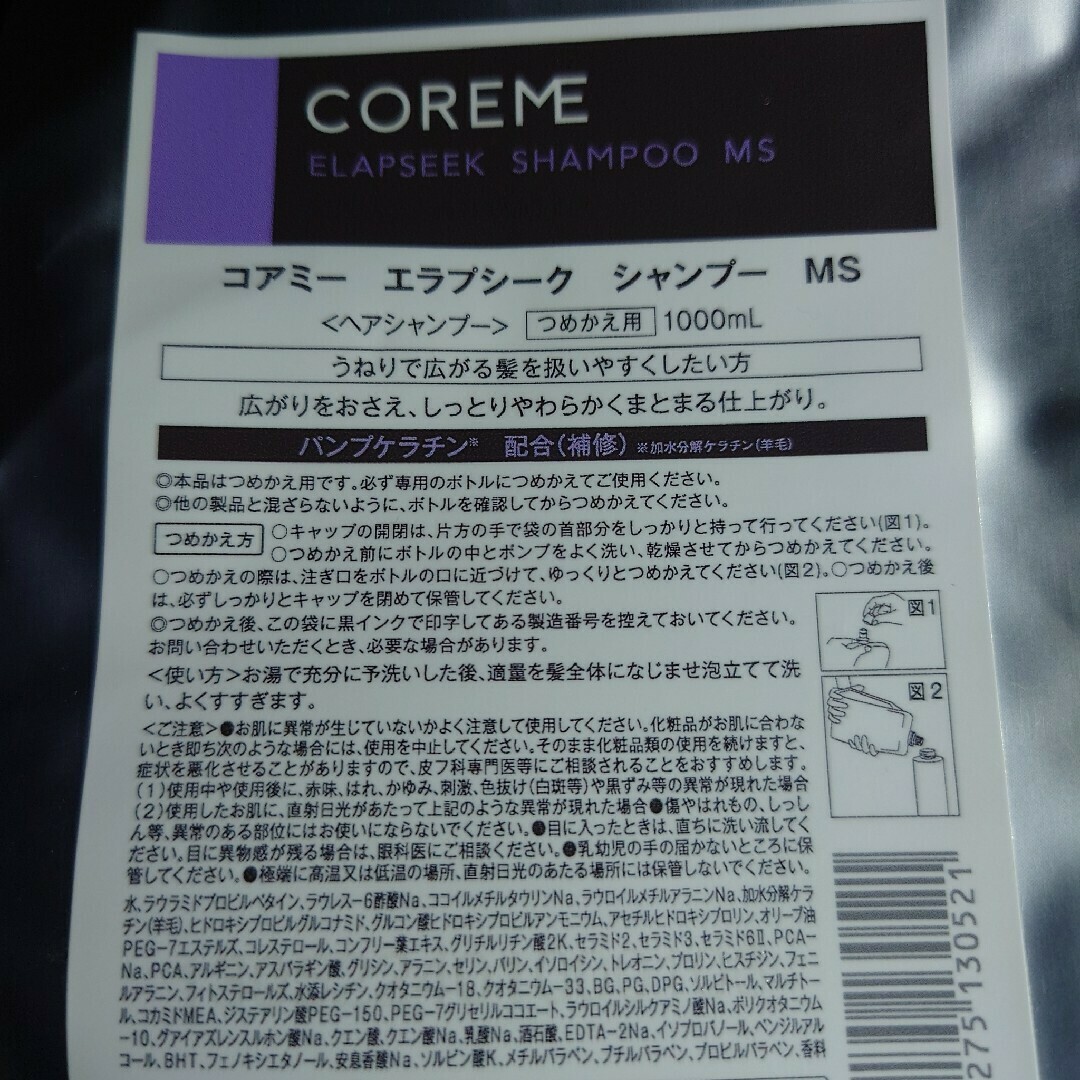 COREME
ELAPSEEK SHAMPOO MS
コアミー エラプシーク シャンプー MS
<ヘアシャンプー> つめかえ用 1000mL
うねりで広がる髪を扱いやすくしたい方
広がりをおさえ、しっとりやわらかくまとまる仕上がり。
パンプケラチン※ 配合(補修) ※加水分解ケラチン(羊毛)
◎本品はつめかえ用です。必ず専用のボトルにつめかえてご使用ください。
◎他の製品と混ざらないように、ボトルを確認してからつめかえてください。
つめかえ方 ○キャップの開閉は、片方の手で袋の首部分をしっかりと持って行ってください(図1)。
○つめかえ前にボトルの中とポンプをよく洗い、乾燥させてからつめかえてください。
○つめかえの際は、注ぎ口をボトルの口に近づけて、ゆっくりとつめかえてください(図2)。○つめかえ後
は、必ずしっかりとキャップを閉めて保管してください。
◎つめかえ後、この袋に黒インクで印字してある製造番号を控えておいてください。
お問い合わせいただくとき、必要な場合があります。
図1
<使い方>お湯で充分に予洗いした後、適量を髪全体になじませ泡立てて洗
い、よくすすぎます。
図2
<ご注意>●お肌に異常が生じていないかよく注意して使用してください。化粧品がお肌に合わな
いとき即ち次のような場合には、使用を中止してください。そのまま化粧品類の使用を続けますと、
症状を悪化させることがありますので、皮フ科専門医等にご相談されることをおすすめします。
(1)使用中や使用後に、赤味、はれ、かゆみ、刺激、色抜け(白斑等)や黒ずみ等の異常が現れた場合
(2)使用したお肌に、直射日光があたって上記のような異常が現れた場合●傷やはれもの、しっし
ん等、異常のある部位にはお使いにならないでください。●目に入ったときは、直ちに洗い流してく
ださい。目に異物感が残る場合は、眼科医にご相談ください。●乳幼児の手の届かないところに保
管してください。●極端に高温又は低温の場所、直射日光のあたる場所には保管しないでください。
水、ラウラミドプロピルベタイン、ラウレス-6酢酸Na、ココイルメチルタウリンNa、ラウロイルメチルアラニンNa、加水分解ケラ
チン(羊毛)、ヒドロキシプロピルグルコナミド、グルコン酸ヒドロキシプロピルアンモニウム、アセチルヒドロキシプロリン、オリーブ油
PEG-7エステルズ、コレステロール、コンフリー葉エキス、グリチルリチン酸2K、セラミド2、セラミド3、セラミド6Ⅱ、PCA-
Na、PCA、アルギニン、アスパラギン酸、グリシン、アラニン、セリン、バリン、イソロイシン、トレオニン、プロリン、ヒスチジン、フェニ
ルアラニン、フィトステロールズ、水添レシチン、クオタニウム-18、クオタニウム-33、BG、PG、DPG、ソルビトール、マルチトー
ル、コカミドMEA、ジステアリン酸PEG-150、PEG-7グリセリルココエート、ラウロイルシルクアミノ酸Na、ポリクオタニウム
-10、グアイアズレンスルホン酸Na、クエン酸、クエン酸Na、乳酸Na、酒石酸、EDTA-2Na、イソプロパノール、ベンジルアル
コール、BHT、フェノキシエタノール、安息香酸Na、ソルビン酸K、メチルパラベン、ブチルパラベン、プロピルパラベン、香料
275 130521